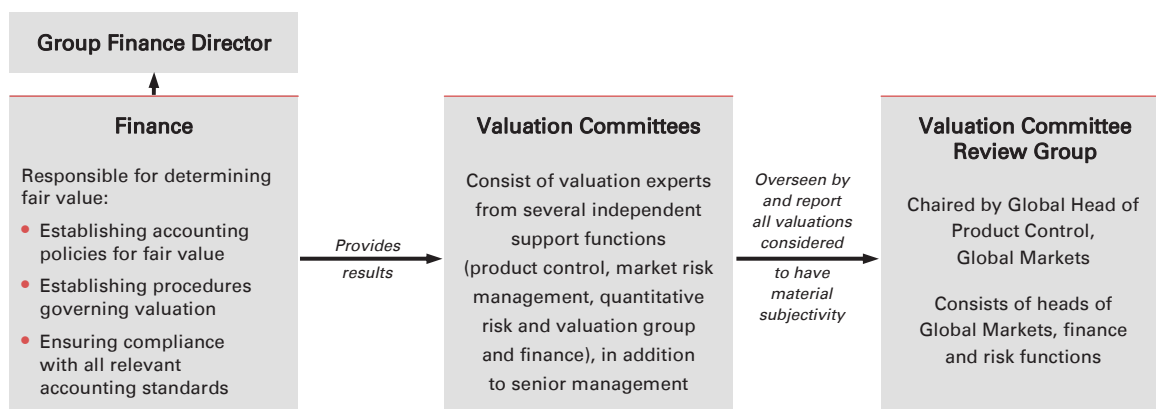 Group Finance Director
Finance
Responsible for determining
fair value:
• Establishing accounting
policies for fair value
• Establishing procedures
governing valuation
• Ensuring compliance
with all relevant
accounting standards
Provides
results
Valuation Committees
Consist of valuation experts
from several independent
support functions
(product control, market risk
management, quantitative
risk and valuation group
and finance), in addition
to senior management
Overseen by
and report
all valuations
considered
to have
material
subjectivity
Valuation Committee
Review Group
Chaired by Global Head of
Product Control,
Global Markets
Consists of heads of
Global Markets, finance
and risk functions